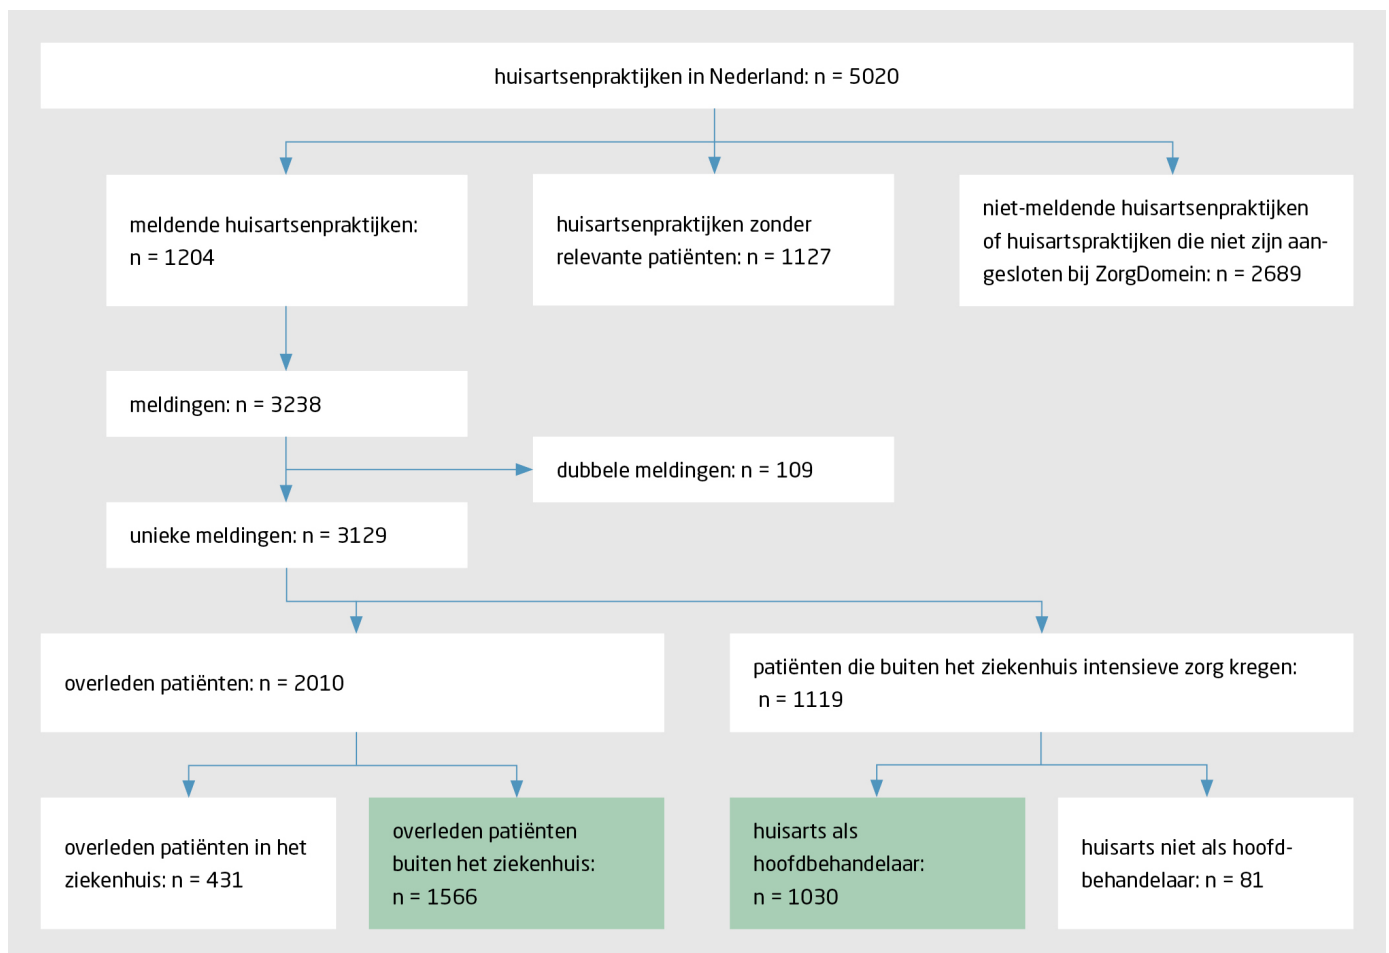 huisartsenpraktijken in Nederland: n = 5020
meldende huisartsenpraktijken:
n = 1204
huisartsenpraktijken zonder
relevante patiënten: n = 1127
niet-meldende huisartsenpraktijken
of huisartspraktijken die niet zijn aan-
gesloten bij ZorgDomein: n = 2689
meldingen: n = 3238
dubbele meldingen: n = 109
unieke meldingen: n = 3129
overleden patiënten: n = 2010
patiënten die buiten het ziekenhuis intensieve zorg kregen:
n = 1119
overleden patiënten in het
ziekenhuis: n = 431
overleden patiënten
buiten het ziekenhuis:
n = 1566
huisarts als
hoofdbehandelaar:
n = 1030
huisarts niet als hoofd-
behandelaar: n = 81